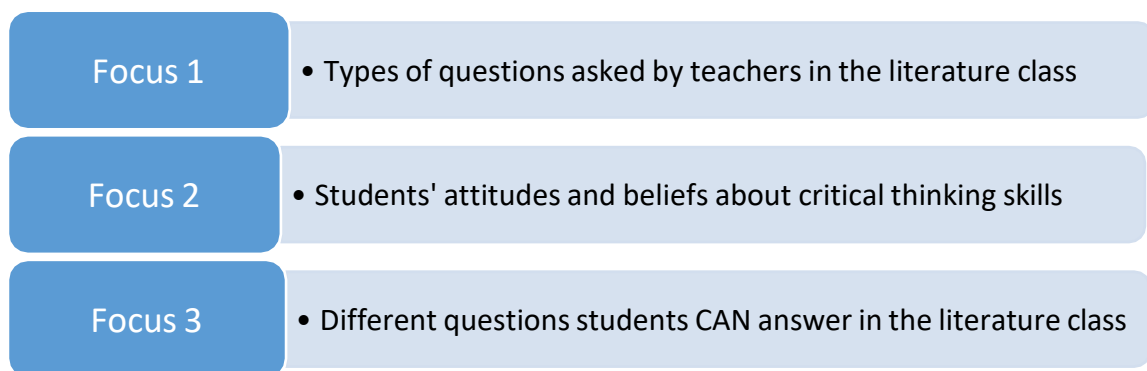 Focus 1
• Types of questions asked by teachers in the literature class
Focus 2
• Students' attitudes and beliefs about critical thinking skills
Focus 3
• Different questions students CAN answer in the literature class